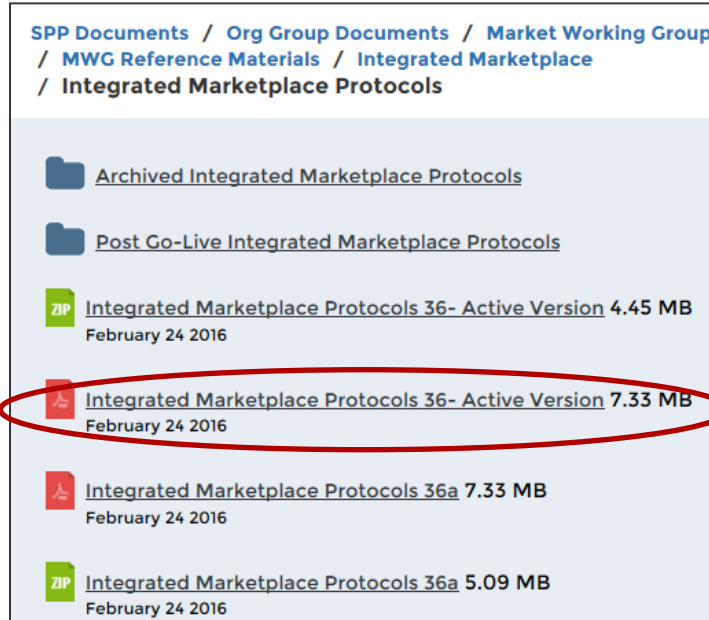 SPP Documents / Org Group Documents / Market Working Group
/ MWG Reference Materials / Integrated Marketplace
/ Integrated Marketplace Protocols
Archived Integrated Marketplace Protocols
Post Go-Live Integrated Marketplace Protocols
ZIP Integrated Marketplace Protocols 36- Active Version 4.45 MB
February 24 2016
Integrated Marketplace Protocols 36- Active Version 7.33 MB
February 24 2016
Integrated Marketplace Protocols 36a 7.33 MB
February 24 2016
ZIP Integrated Marketplace Protocols 36a 5.09 MB
February 24 2016